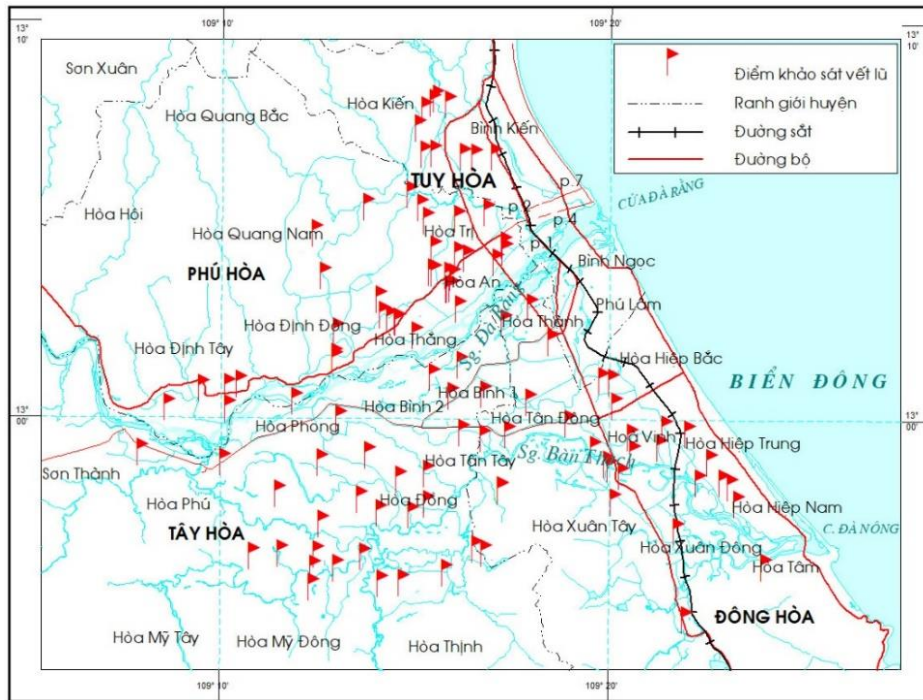 109° 10'
109° 20'
13°
10'
13°
10'
Điểm khảo sát vết lũ
Ranh giới huyện
Đường sắt
Đường bộ
Sơn Xuân
Hòa Kiến
Hòa Quang Bắc
Bình Kiến
TUY HÒA
p.7
CỬA ĐÀ RẰNG
p.2
p.4
Hòa Hội
Hòa Quang Nam
Hòa Trị
p.1
Bình Ngọc
PHÚ HÒA
Hòa An
Sg. Đà Rằng
Phú Lâm
Hòa Định Đông
Hòa Thành
Hòa Thắng
Hòa Định Tây
Hòa Hiệp Bắc
BIỂN ĐÔNG
Hòa Bình 1
Hòa Bình 2
13°
00'
13°
00'
Hòa Phong
Hòa Tân Đông
Hoà Vinh
Hòa Hiệp Trung
Sg. Bàn Thạch
Sơn Thành
Hòa Tân Tây
Hòa Phú
Hòa Đồng
Hòa Hiệp Nam
Hòa Xuân Tây
C. ĐÀ NÔNG
TÂY HÒA
Hòa Xuân Đông
Hòa Tâm
ĐÔNG HÒA
Hòa Mỹ Tây
Hòa Mỹ Đông
Hòa Thịnh
109° 10'
109° 20'